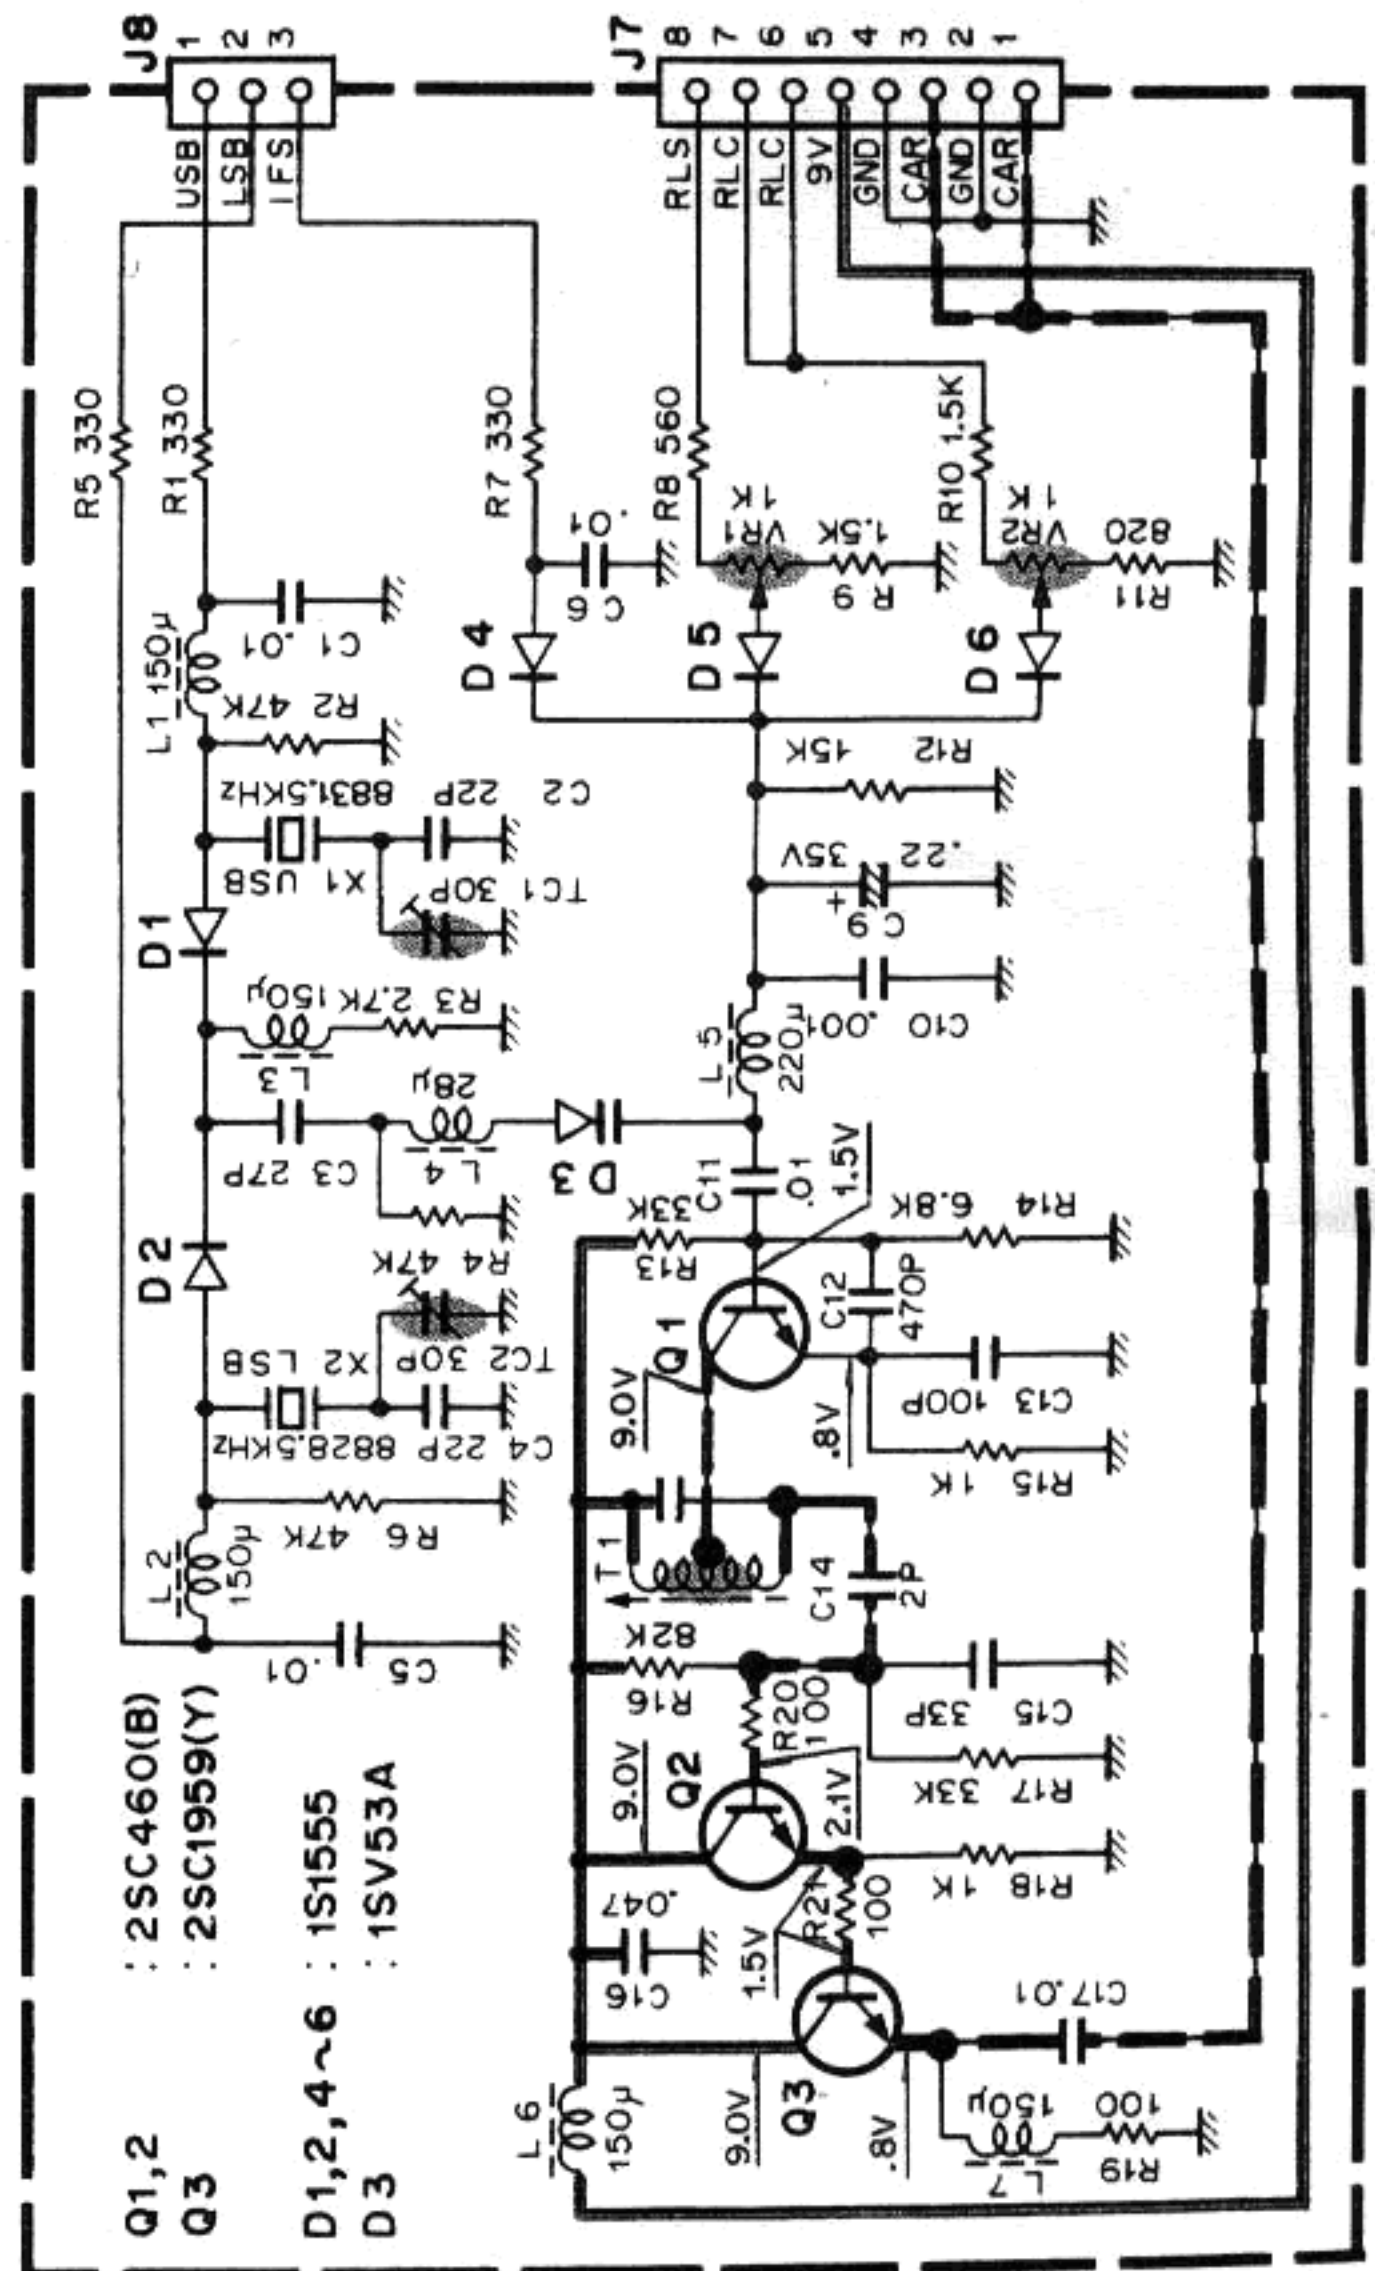 J8
1
2
3
USB
LSB
IFS
J7
8
7
6
5
4
3
2
1
RLS
RLC
RLC
9V
GND
CAR
GND
CAR
R5 330
R1 330
R7 330
R8 560
R10 1.5K
.01
C6
VR1
1K
1.5K
R9
VR2
1K
820
R11
C1 .01
L1 150μ
R2 47K
D4
D5
D6
8831.5KHz
22P
C2
X1 USB
TC1 30P
15K
R12
35V
.22
+
C9
D1
150μ
2.7K
R3
L3
.001
C10
L5
220μ
28μ
C3 27P
L4
D3
C11
.01
1.5V
D2
R4 47K
33K
R13
6.8K
R14
C12
470P
X2 LSB
TC2 30P
8828.5KHz
22P
C4
Q1
9.0V
.8V
100P
C13
1K
R15
L2
150μ
47K
R6
T1
C14
2P
.01
C5
82K
R16
R20
100
33P
C15
33K
R17
9.0V
Q2
2.1V
1K
R18
.047
C16
1.5V
R21
100
C17 .01
L6
150μ
9.0V
Q3
.8V
150μ
L7
100
R19
Q1,2 : 2SC460(B)
Q3 : 2SC1959(Y)
D1,2,4~6 : 1S1555
D3 : 1SV53A